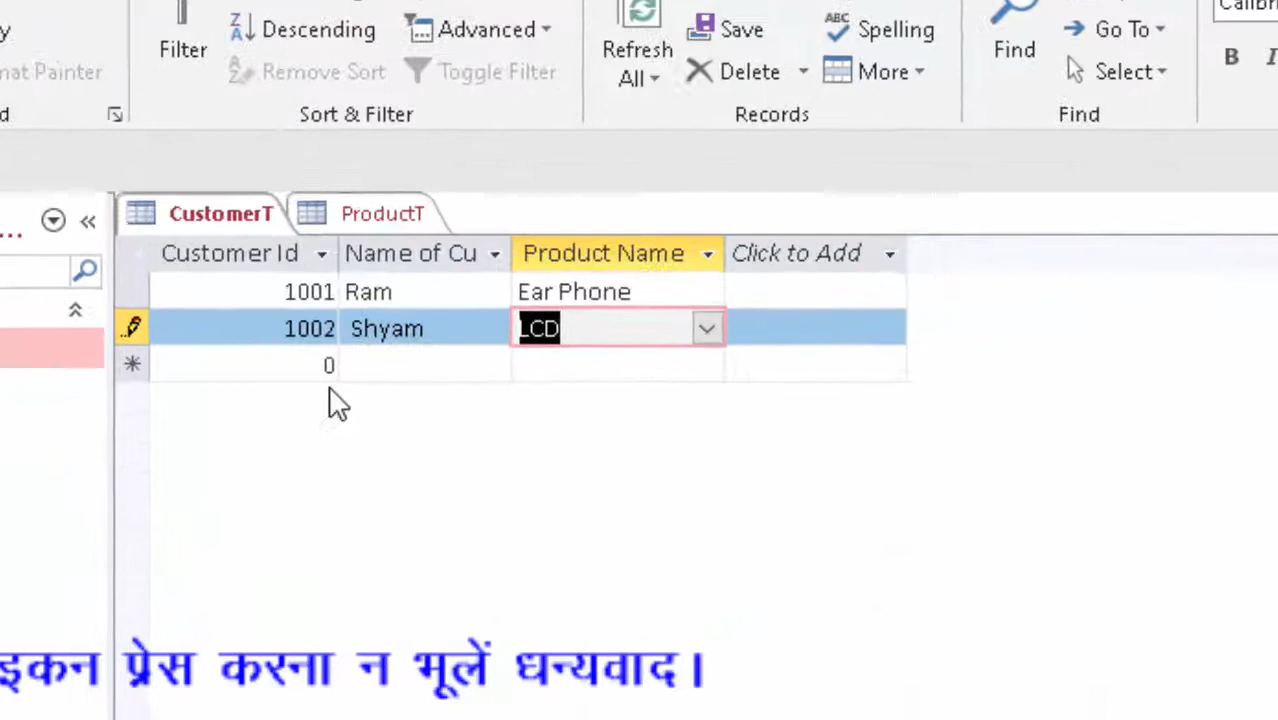 Filter
Descending
Remove Sort
Advanced
Toggle Filter
Sort & Filter
Refresh
All
Save
Delete
Spelling
More
Records
Find
Go To
Select
Find
B
CustomerT
ProductT
Customer Id
Name of Cu
Product Name
Click to Add
1001
Ram
Ear Phone
1002
Shyam
LCD
0
इकन प्रेस करना न भूलें धन्यवाद।